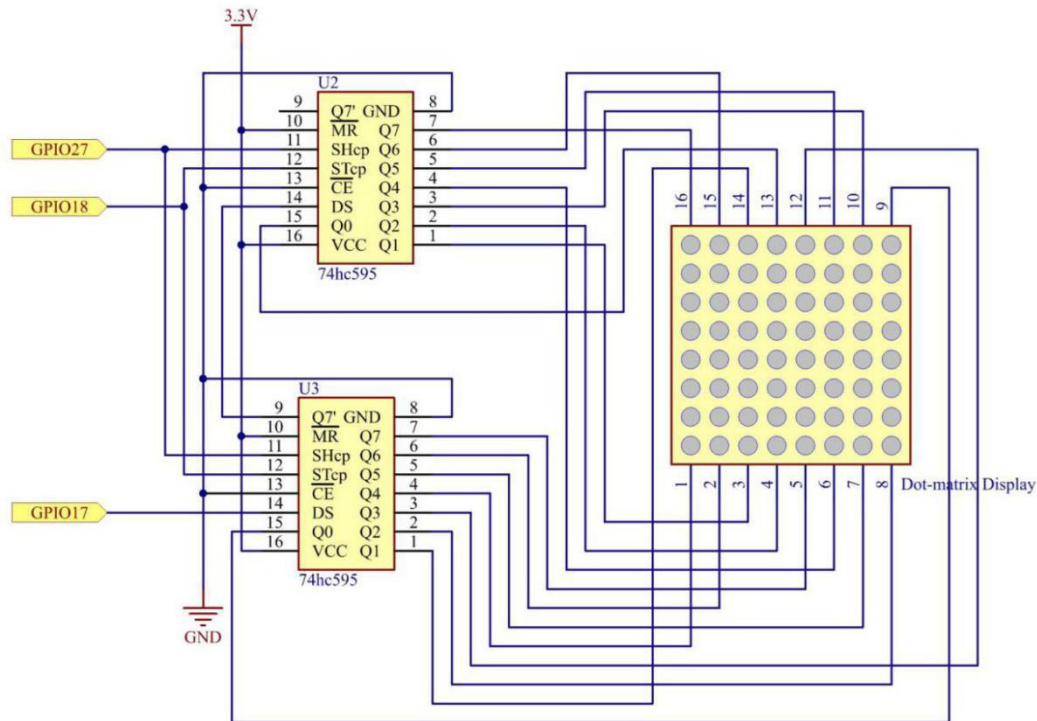 3.3V
U2
9 Q7' GND 8
10 MR Q7 7
GPIO27 11 SHcp Q6 6
12 STcp Q5 5
13 CE Q4 4
GPIO18 14 DS Q3 3
15 Q0 Q2 2
16 VCC Q1 1
74hc595
16 15 14 13 12 11 10 9
U3
9 Q7' GND 8
10 MR Q7 7
11 SHcp Q6 6
12 STcp Q5 5
13 CE Q4 4
GPIO17 14 DS Q3 3
15 Q0 Q2 2
16 VCC Q1 1
74hc595
1 2 3 4 5 6 7 8 Dot-matrix Display
GND